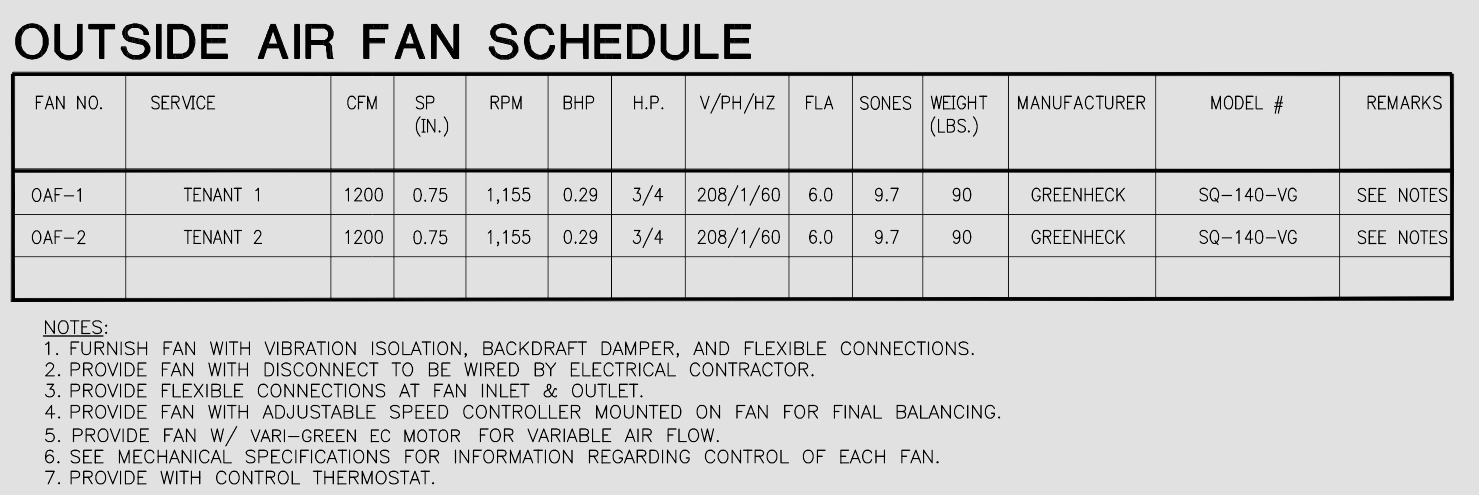 OUTSIDE AIR FAN SCHEDULE
FAN NO. SERVICE CFM SP (IN.) RPM BHP H.P. V/PH/HZ FLA SONES WEIGHT (LBS.) MANUFACTURER MODEL # REMARKS
OAF-1 TENANT 1 1200 0.75 1,155 0.29 3/4 208/1/60 6.0 9.7 90 GREENHECK SQ-140-VG SEE NOTES
OAF-2 TENANT 2 1200 0.75 1,155 0.29 3/4 208/1/60 6.0 9.7 90 GREENHECK SQ-140-VG SEE NOTES
NOTES:
1. FURNISH FAN WITH VIBRATION ISOLATION, BACKDRAFT DAMPER, AND FLEXIBLE CONNECTIONS.
2. PROVIDE FAN WITH DISCONNECT TO BE WIRED BY ELECTRICAL CONTRACTOR.
3. PROVIDE FLEXIBLE CONNECTIONS AT FAN INLET & OUTLET.
4. PROVIDE FAN WITH ADJUSTABLE SPEED CONTROLLER MOUNTED ON FAN FOR FINAL BALANCING.
5. PROVIDE FAN W/ VARI-GREEN EC MOTOR FOR VARIABLE AIR FLOW.
6. SEE MECHANICAL SPECIFICATIONS FOR INFORMATION REGARDING CONTROL OF EACH FAN.
7. PROVIDE WITH CONTROL THERMOSTAT.